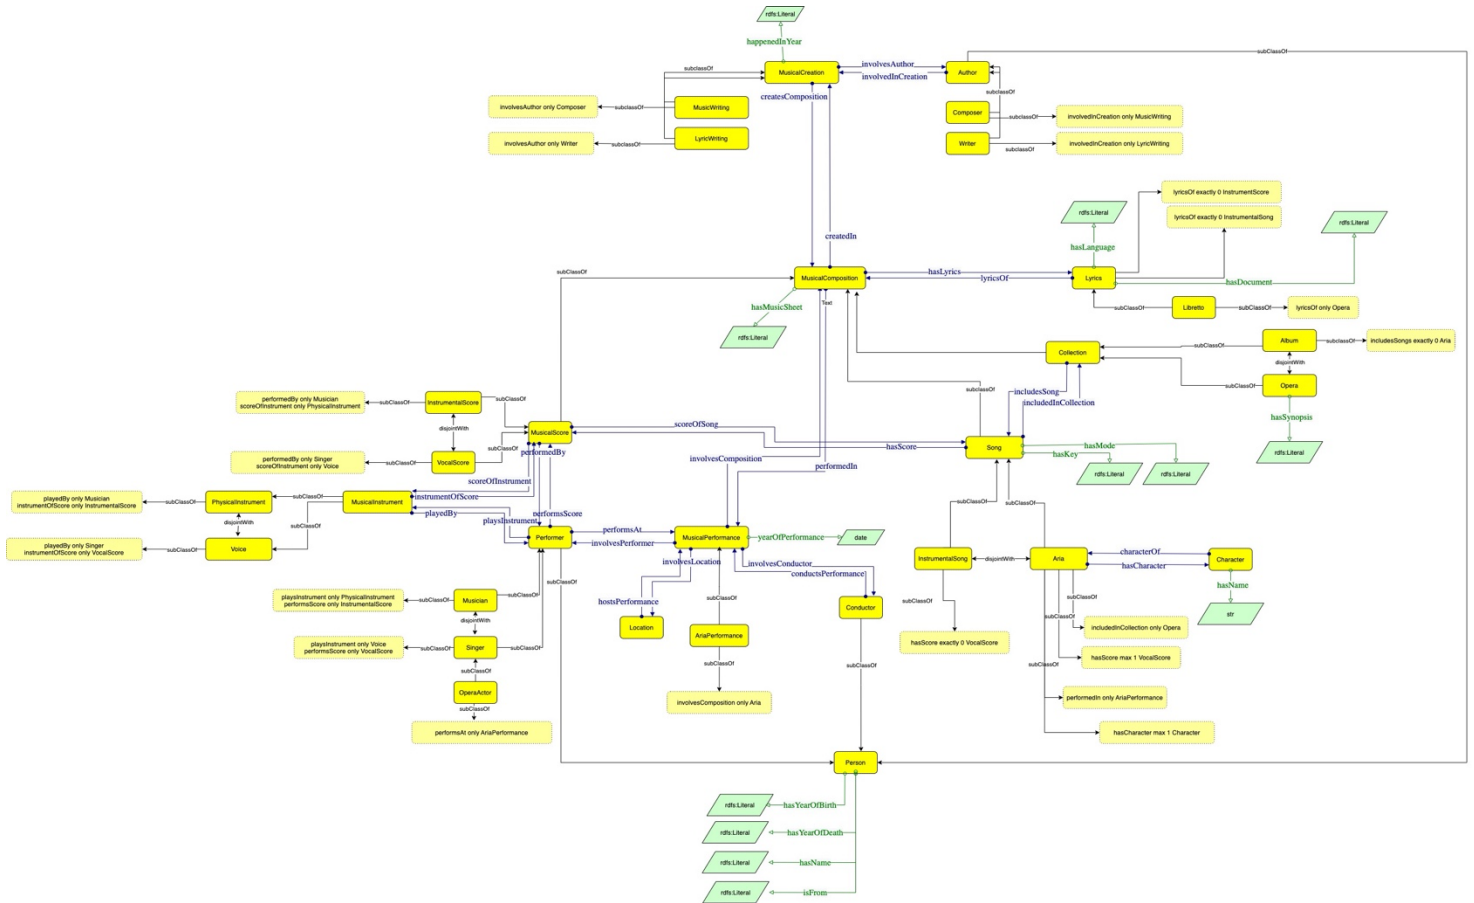 rdfs:Literal
happenedInYear
subClassOf
MusicalCreation
involvesAuthor
involvedInCreation
Author
subclassOf
createsComposition
subclassOf
involvesAuthor only Composer
subclassOf
MusicWriting
Composer
subclassOf
involvedInCreation only MusicWriting
involvesAuthor only Writer
subclassOf
LyricWriting
Writer
subclassOf
involvedInCreation only LyricWriting
lyricsOf exactly 0 InstrumentScore
rdfs:Literal
lyricsOf exactly 0 InstrumentalSong
rdfs:Literal
createdIn
hasLanguage
subClassOf
MusicalComposition
hasLyrics
lyricsOf
Lyrics
hasDocument
Text
hasMusicSheet
subClassOf
Libretto
subClassOf
lyricsOf only Opera
rdfs:Literal
Collection
subClassOf
Album
subclassOf
includesSongs exactly 0 Aria
disjointWith
subClassOf
Opera
subclassOf
includesSong
includedInCollection
hasSynopsis
performedBy only Musician
scoreOfInstrument only PhysicalInstrument
subClassOf
InstrumentalScore
subClassOf
disjointWith
MusicalScore
scoreOfSong
hasScore
Song
hasMode
hasKey
rdfs:Literal
performedBy only Singer
scoreOfInstrument only Voice
subClassOf
VocalScore
subClassOf
performedBy
involvesComposition
performedIn
rdfs:Literal
rdfs:Literal
scoreOfInstrument
playedBy only Musician
instrumentOfScore only InstrumentalScore
subClassOf
PhysicalInstrument
subClassOf
MusicalInstrument
instrumentOfScore
subClassOf
subClassOf
disjointWith
subClassOf
playedBy
playsInstrument
performsScore
playedBy only Singer
instrumentOfScore only VocalScore
subClassOf
Voice
Performer
performsAt
involvesPerformer
MusicalPerformance
yearOfPerformance
date
involvesLocation
involvesConductor
conductsPerformance
InstrumentalSong
disjointWith
Aria
characterOf
hasCharacter
Character
subClassOf
hasName
playsInstrument only PhysicalInstrument
performsScore only InstrumentalScore
subClassOf
Musician
subClassOf
hostsPerformance
subClassOf
Conductor
subClassOf
subClassOf
str
disjointWith
Location
AriaPerformance
subClassOf
includedInCollection only Opera
playsInstrument only Voice
performsScore only VocalScore
subClassOf
Singer
subClassOf
hasScore exactly 0 VocalScore
subClassOf
subClassOf
hasScore max 1 VocalScore
subClassOf
OperaActor
subClassOf
involvesComposition only Aria
performedIn only AriaPerformance
performsAt only AriaPerformance
hasCharacter max 1 Character
Person
rdfs:Literal
hasYearOfBirth
rdfs:Literal
hasYearOfDeath
rdfs:Literal
hasName
rdfs:Literal
isFrom